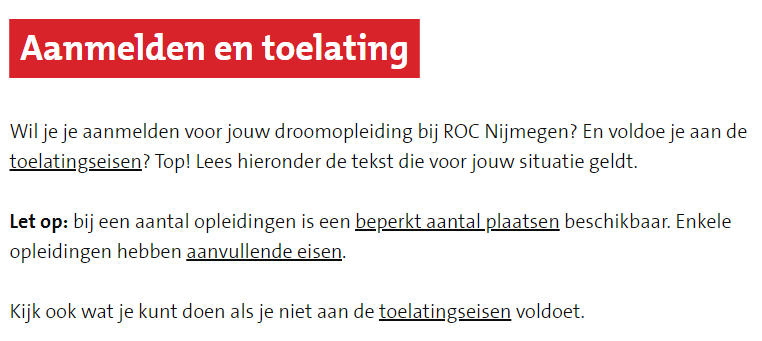 Aanmelden en toelating
Wil je je aanmelden voor jouw droomopleiding bij ROC Nijmegen? En voldoe je aan de
toelatingseisen? Top! Lees hieronder de tekst die voor jouw situatie geldt.
Let op: bij een aantal opleidingen is een beperkt aantal plaatsen beschikbaar. Enkele
opleidingen hebben aanvullende eisen.
Kijk ook wat je kunt doen als je niet aan de toelatingseisen voldoet.